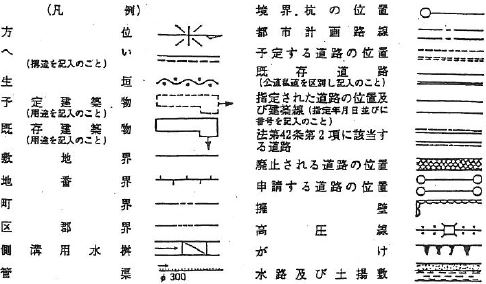 (凡例)
方位
へい
(構造を記入のこと)
生垣
予定建築物
(用途を記入のこと)
既存建築物
(用途を記入のこと)
敷地界
地番界
町界
区部界
側溝用水桝
管渠
φ300
境界杭の位置
都市計画路線
予定する道路の位置
既存道路
(公道私道を区別し記入のこと)
指定された道路の位置及
び建築線(指定年月日並びに
番号を記入のこと)
法第42条第2項に該当す
る道路
廃止される道路の位置
申請する道路の位置
擁壁
高圧線
がけ
水路及び土揚敷